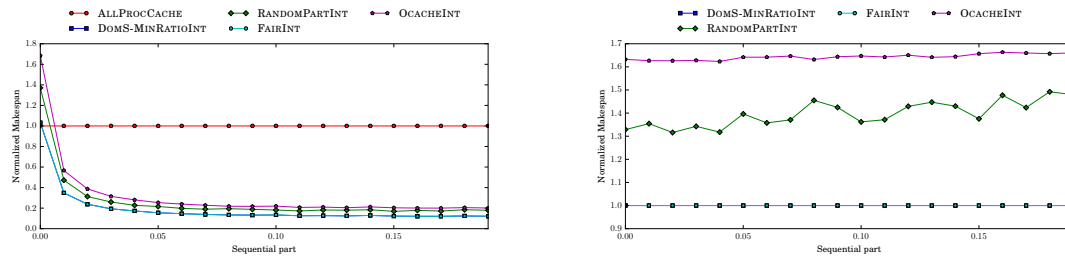 ALLPROCCACHE
RANDOMPARTINT
OCACHEINT
DOMS-MINRATIOINT
FAIRINT
1.8
1.6
1.4
1.2
1.0
0.8
0.6
0.4
0.2
0.0
Normalized Makespan
0.00
0.05
0.10
0.15
Sequential part
DOMS-MINRATIOINT
FAIRINT
OCACHEINT
RANDOMPARTINT
1.7
1.6
1.5
1.4
1.3
1.2
1.1
1.0
0.9
Normalized Makespan
0.00
0.05
0.10
0.15
Sequential part